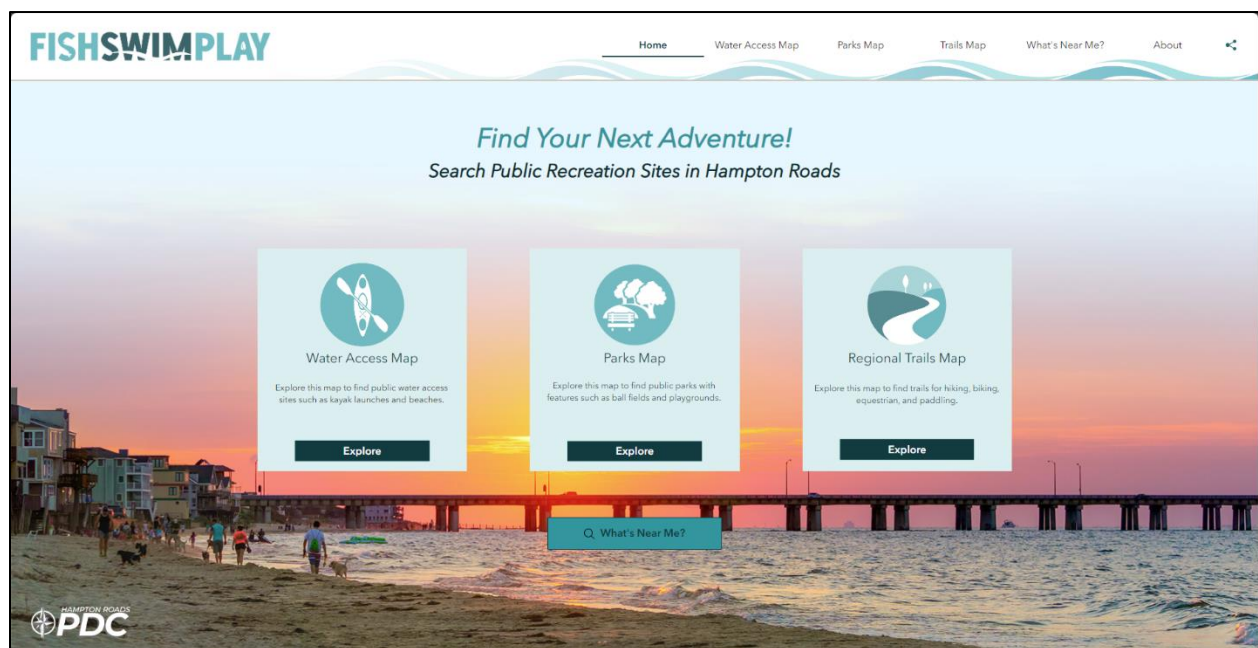 FISHSWIMPLAY
Home
Water Access Map
Parks Map
Trails Map
What's Near Me?
About
Find Your Next Adventure!
Search Public Recreation Sites in Hampton Roads
Water Access Map
Explore this map to find public water access
sites such as kayak launches and beaches.
Explore
Parks Map
Explore this map to find public parks with
features such as ball fields and playgrounds.
Explore
Regional Trails Map
Explore this map to find trails for hiking, biking,
equestrian, and paddling.
Explore
What's Near Me?
HAMPTON ROADS
PDC